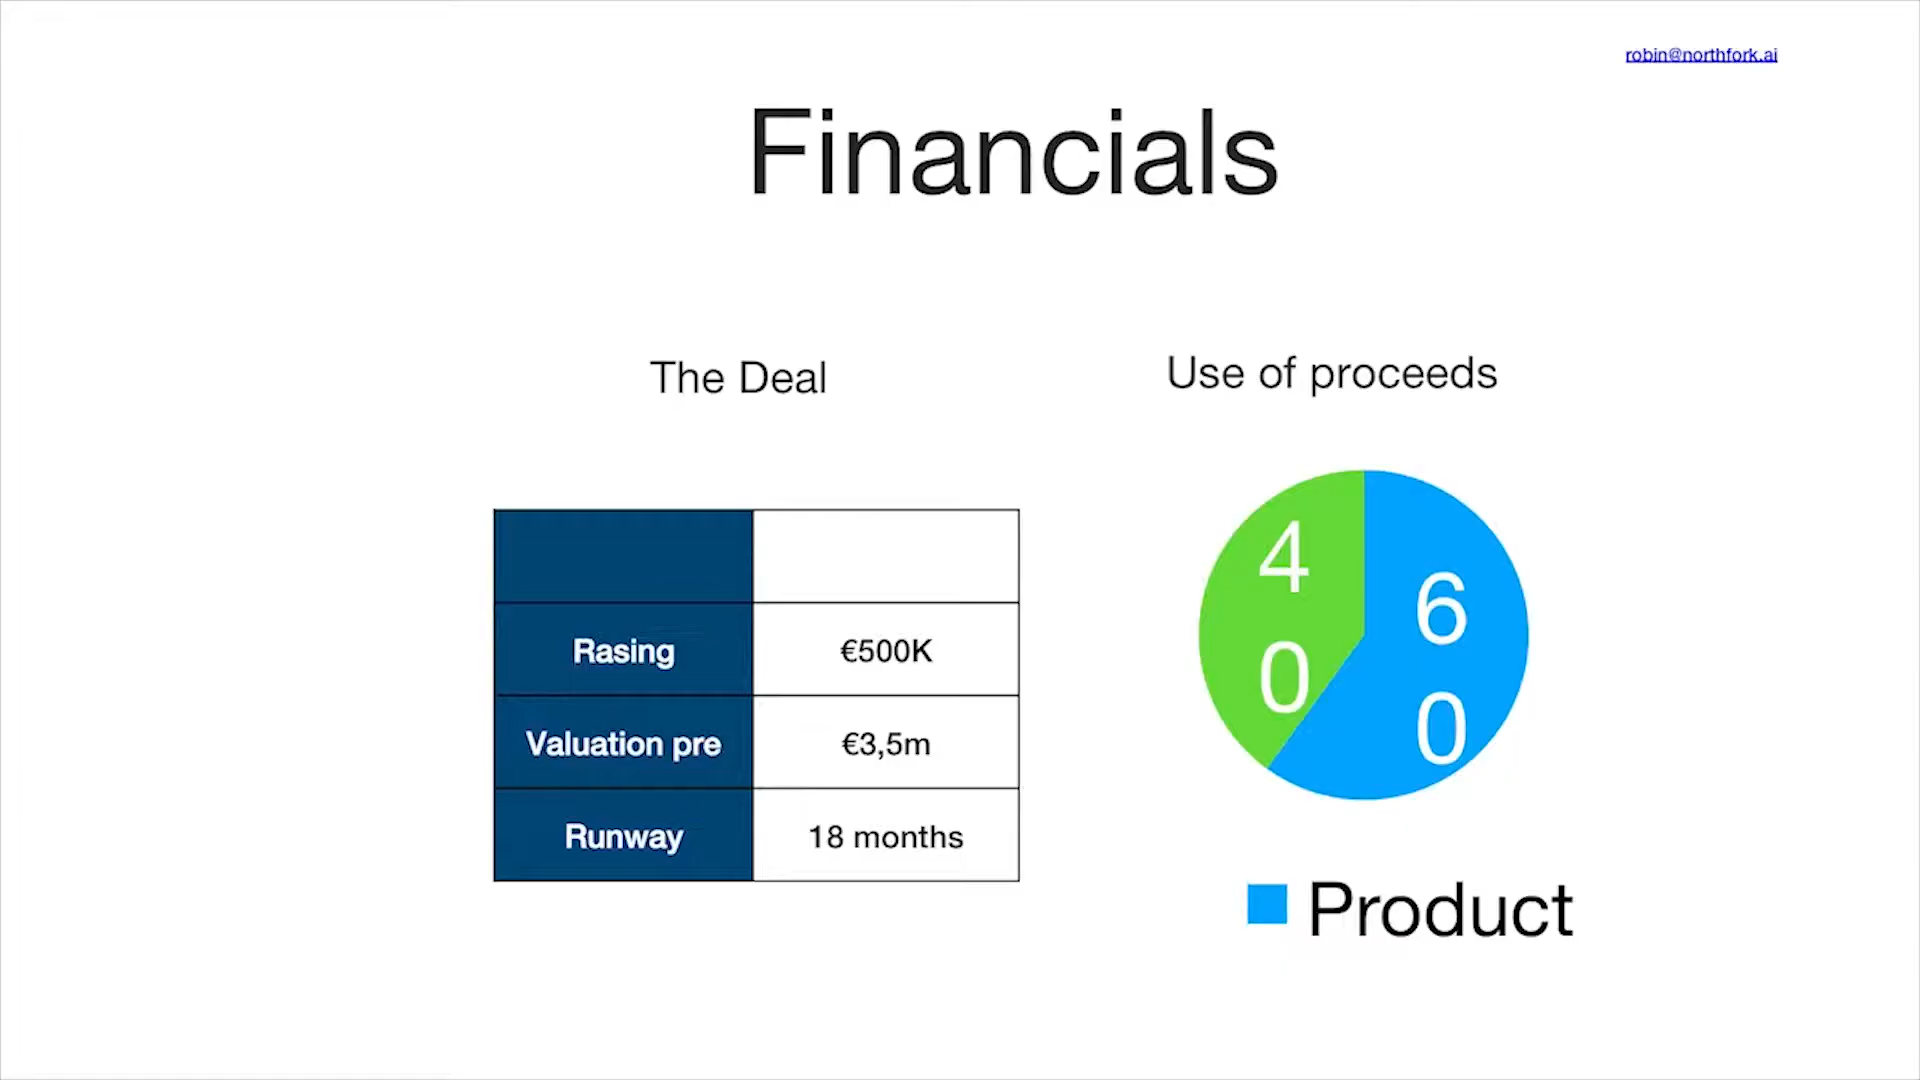 robin@northfork.ai
Financials
The Deal
Use of proceeds
Rasing €500K
Valuation pre €3,5m
Runway 18 months
4
0
6
0
Product